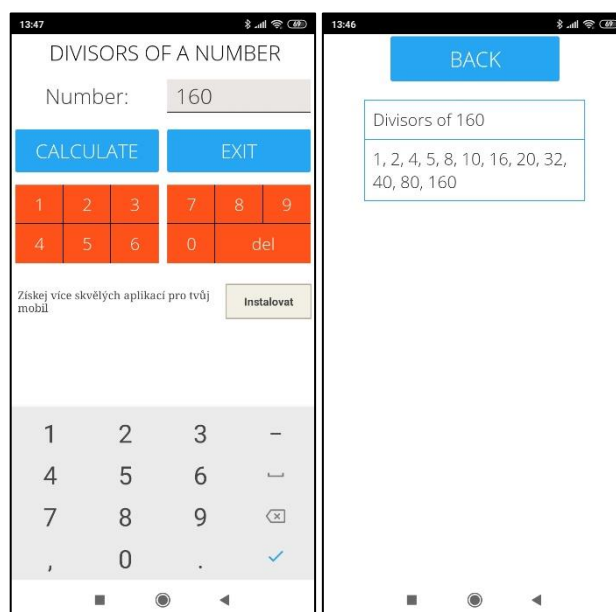 13:47
69
DIVISORS OF A NUMBER
Number: 160
CALCULATE EXIT
1 2 3 7 8 9
4 5 6 0 del
Získej více skvělých aplikací pro tvůj
mobil
Instalovat
1 2 3 –
4 5 6
7 8 9
, 0 .
13:46
69
BACK
Divisors of 160
1, 2, 4, 5, 8, 10, 16, 20, 32,
40, 80, 160